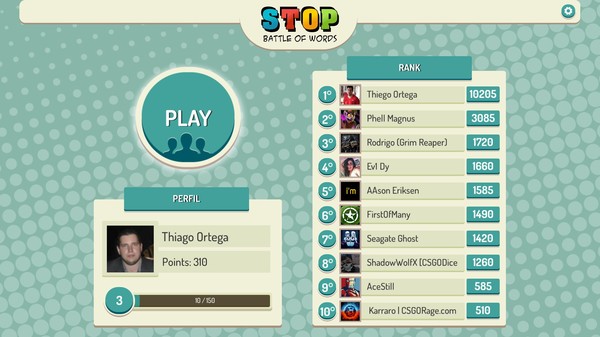 STOP
BATTLE OF WORDS
PLAY
PERFIL
Thiago Ortega
Points: 310
3
10 / 150
RANK
1º Thiego Ortega 10205
2º Phell Magnus 3085
3º Rodrigo (Grim Reaper) 1720
4º Ev1 Dy 1660
5º i'm AAson Eriksen 1585
6º FirstOfMany 1490
7º Seagate Ghost 1420
8º ShadowWolfX [CSGODice 1260
9º AceStill 585
10º Karraro | CSGORage.com 510